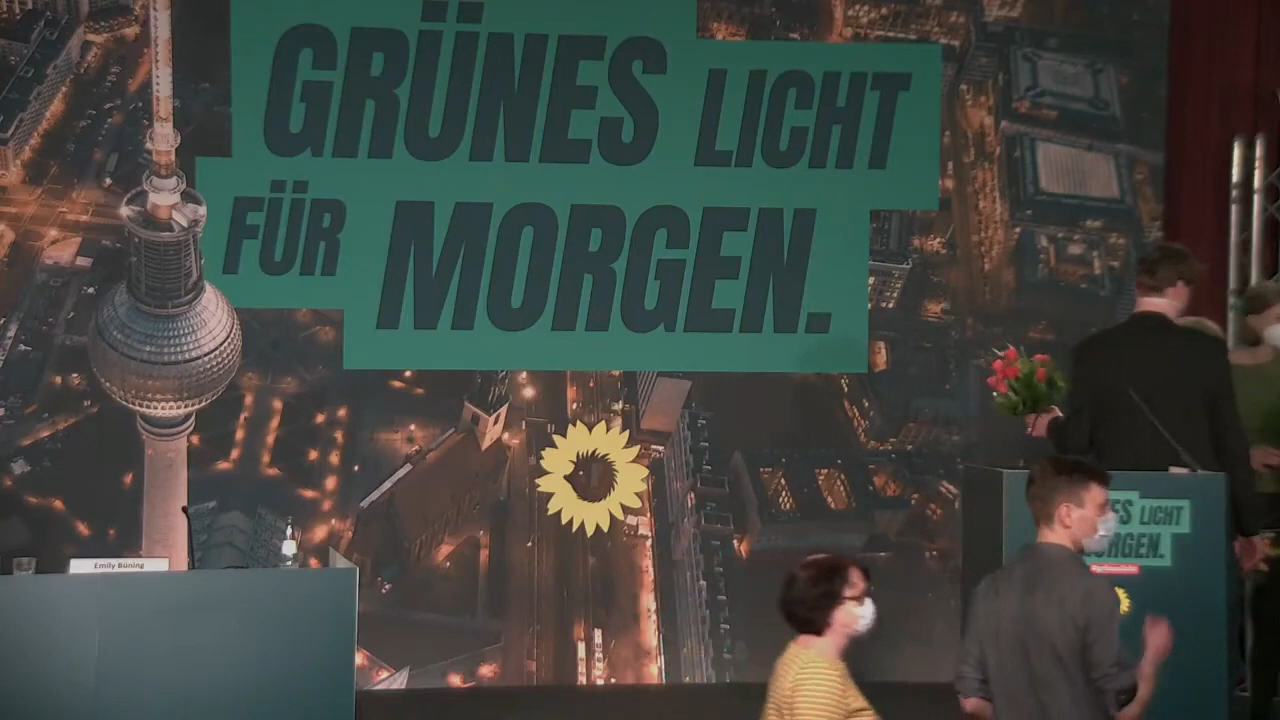 GRÜNES LICHT
FÜR MORGEN.
Emily Büning
ES LICHT
ORGEN.